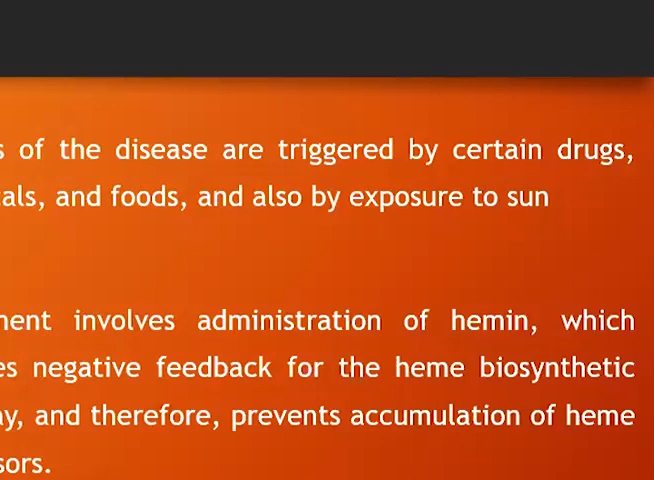 s of the disease are triggered by certain drugs,
als, and foods, and also by exposure to sun
ment involves administration of hemin, which
es negative feedback for the heme biosynthetic
ay, and therefore, prevents accumulation of heme
sors.